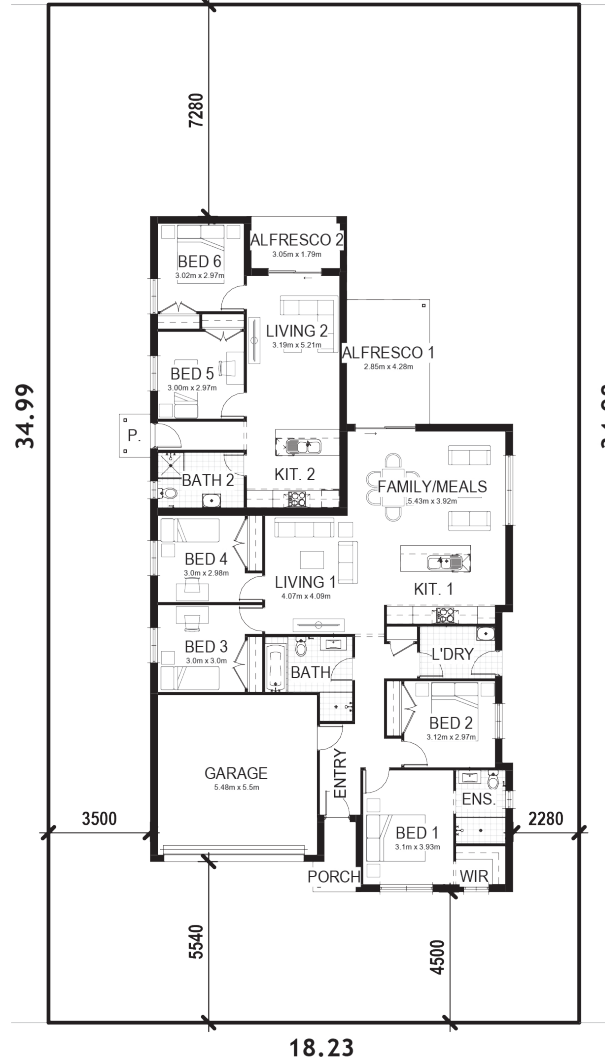 7280
ALFRESCO 2
3.05m x 1.79m
BED 6
3.02m x 2.97m
LIVING 2
3.19m x 5.21m
ALFRESCO 1
2.85m x 4.28m
BED 5
3.00m x 2.97m
34.99
P.
KIT. 2
BATH 2
FAMILY/MEALS
5.43m x 3.92m
BED 4
3.0m x 2.98m
LIVING 1
4.07m x 4.09m
KIT. 1
BED 3
3.0m x 3.0m
L'DRY
BATH
BED 2
3.12m x 2.97m
GARAGE
5.48m x 5.5m
ENTRY
ENS.
3500
2280
BED 1
3.1m x 3.93m
PORCH
WIR
5540
4500
18.23